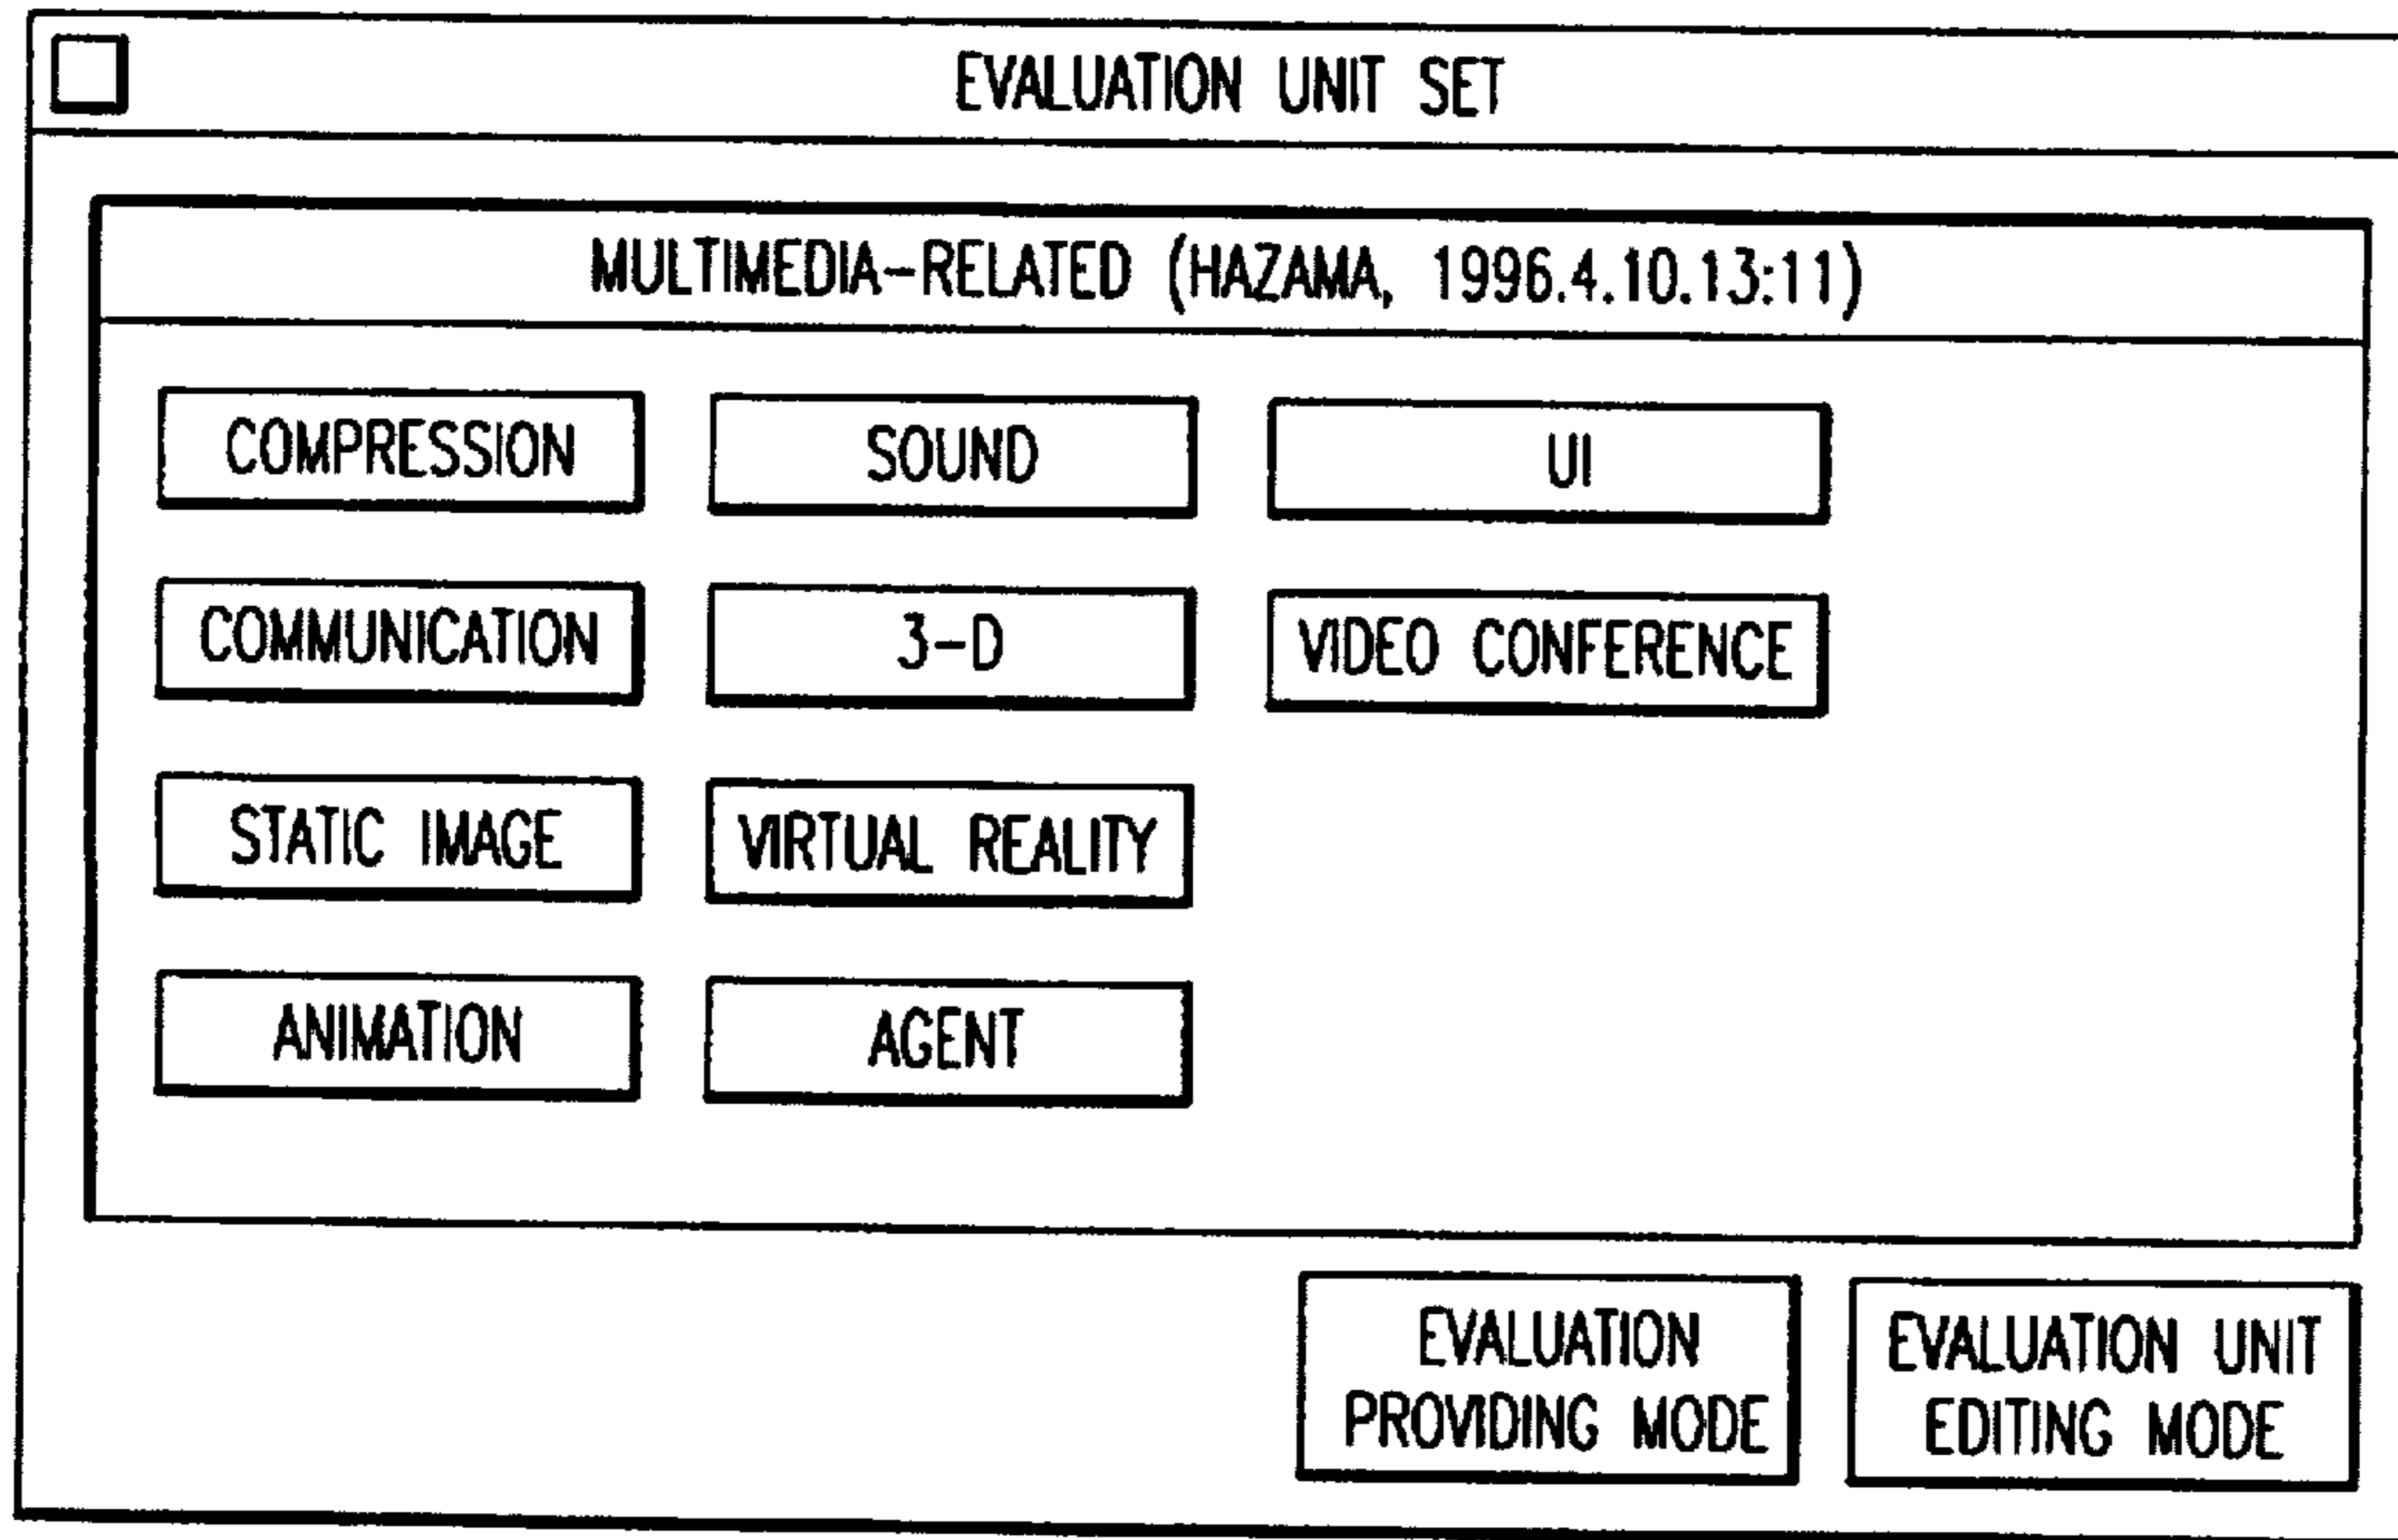 EVALUATION UNIT SET
MULTIMEDIA-RELATED (HAZAMA, 1996.4.10.13:11)
COMPRESSION SOUND UI
COMMUNICATION 3-D VIDEO CONFERENCE
STATIC IMAGE VIRTUAL REALITY
ANIMATION AGENT
EVALUATION
PROVIDING MODE
EVALUATION UNIT
EDITING MODE